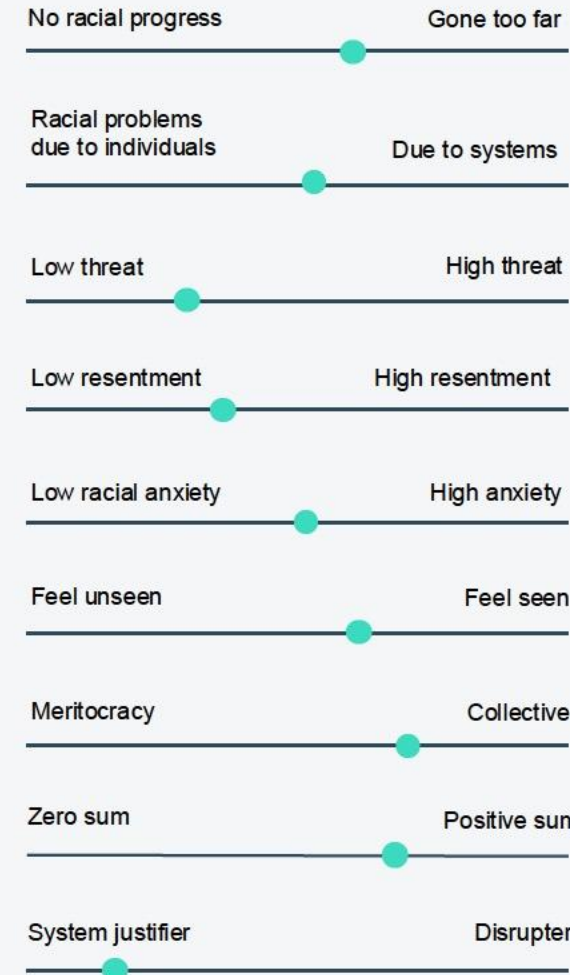 No racial progress
Gone too far
Racial problems
due to individuals
Due to systems
Low threat
High threat
Low resentment
High resentment
Low racial anxiety
High anxiety
Feel unseen
Feel seen
Meritocracy
Collective
Zero sum
Positive sum
System justifier
Disrupter